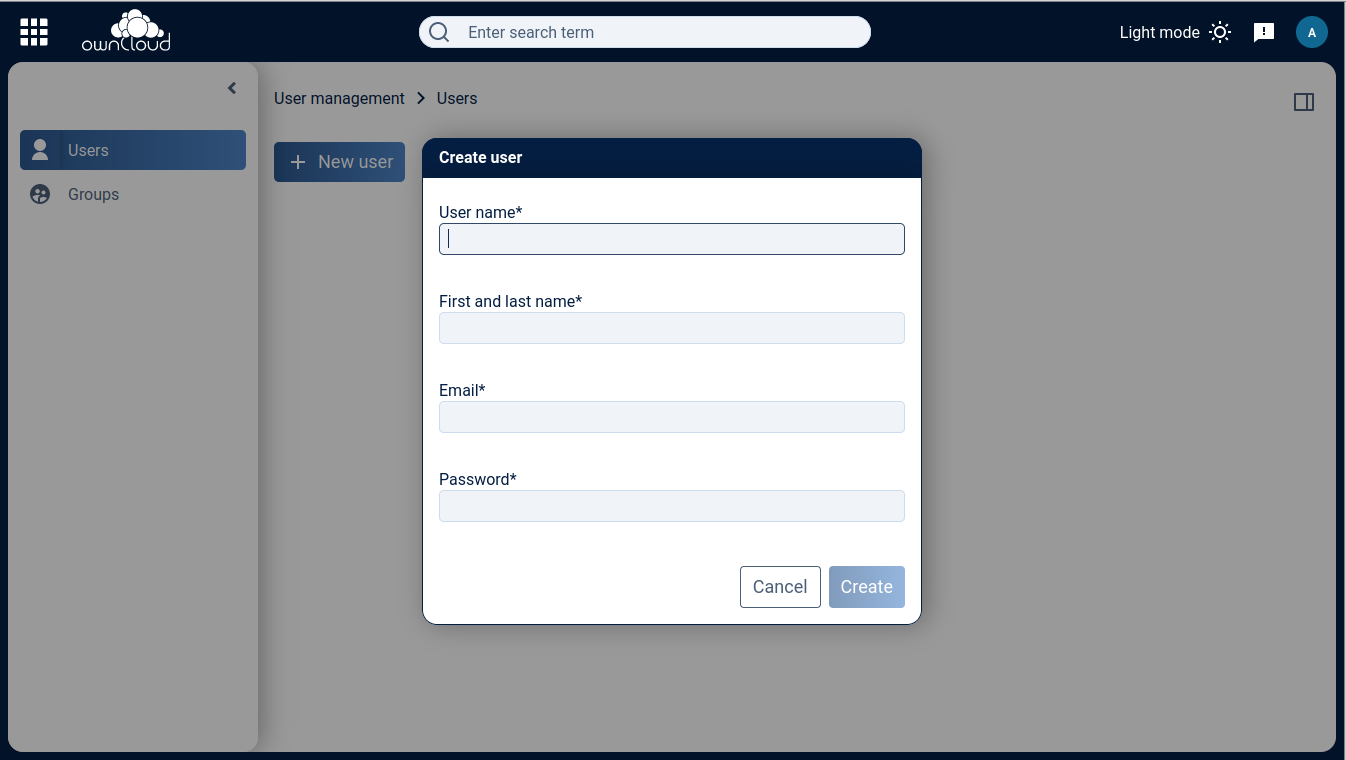 ownCloud
Enter search term
Light mode
A
User management > Users
Users
Groups
+ New user
Create user
User name*
First and last name*
Email*
Password*
Cancel
Create